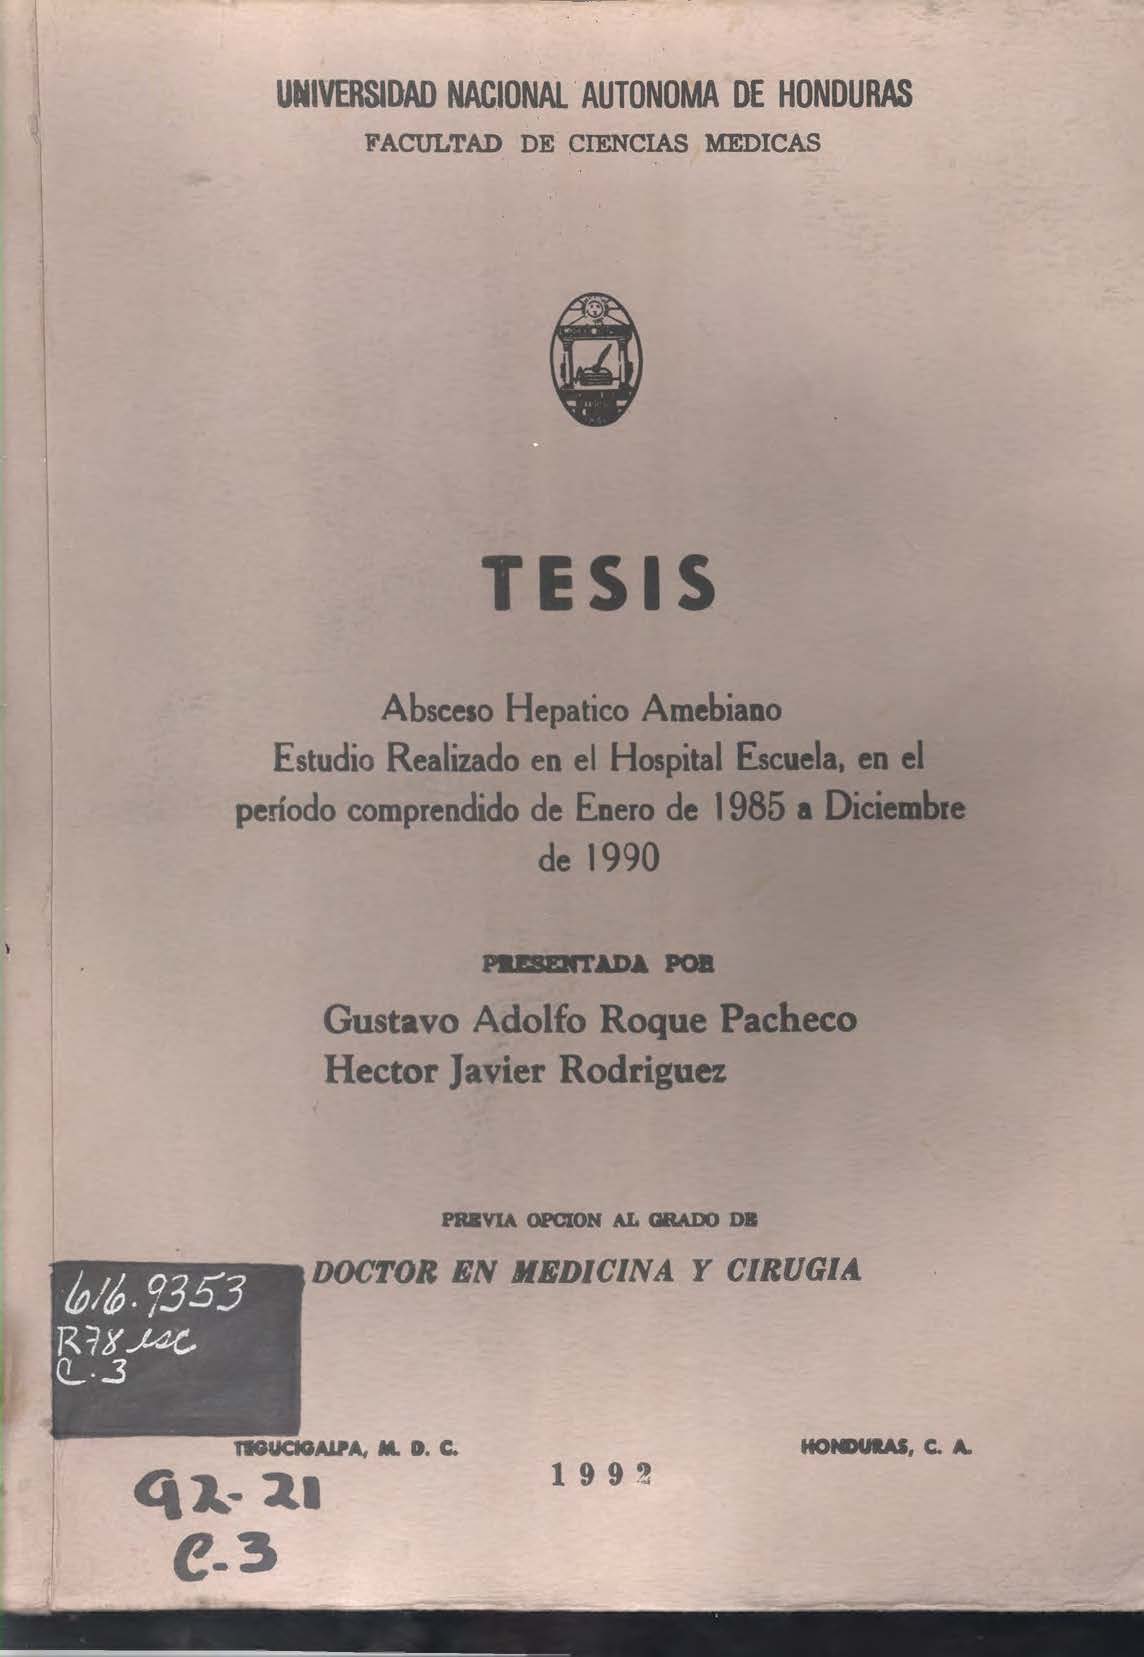 UNIVERSIDAD NACIONAL AUTONOMA DE HONDURAS
FACULTAD DE CIENCIAS MEDICAS
TESIS
Absceso Hepatico Amebiano
Estudio Realizado en el Hospital Escuela, en el
período comprendido de Enero de 1985 a Diciembre
de 1990
PRESENTADA POR
Gustavo Adolfo Roque Pacheco
Hector Javier Rodriguez
PREVIA OPCION AL GRADO DE
DOCTOR EN MEDICINA Y CIRUGIA
616.9353
R78 esc
C.3
TEGUCIGALPA, M. D. C.
HONDURAS, C. A.
1992
92-21
C-3